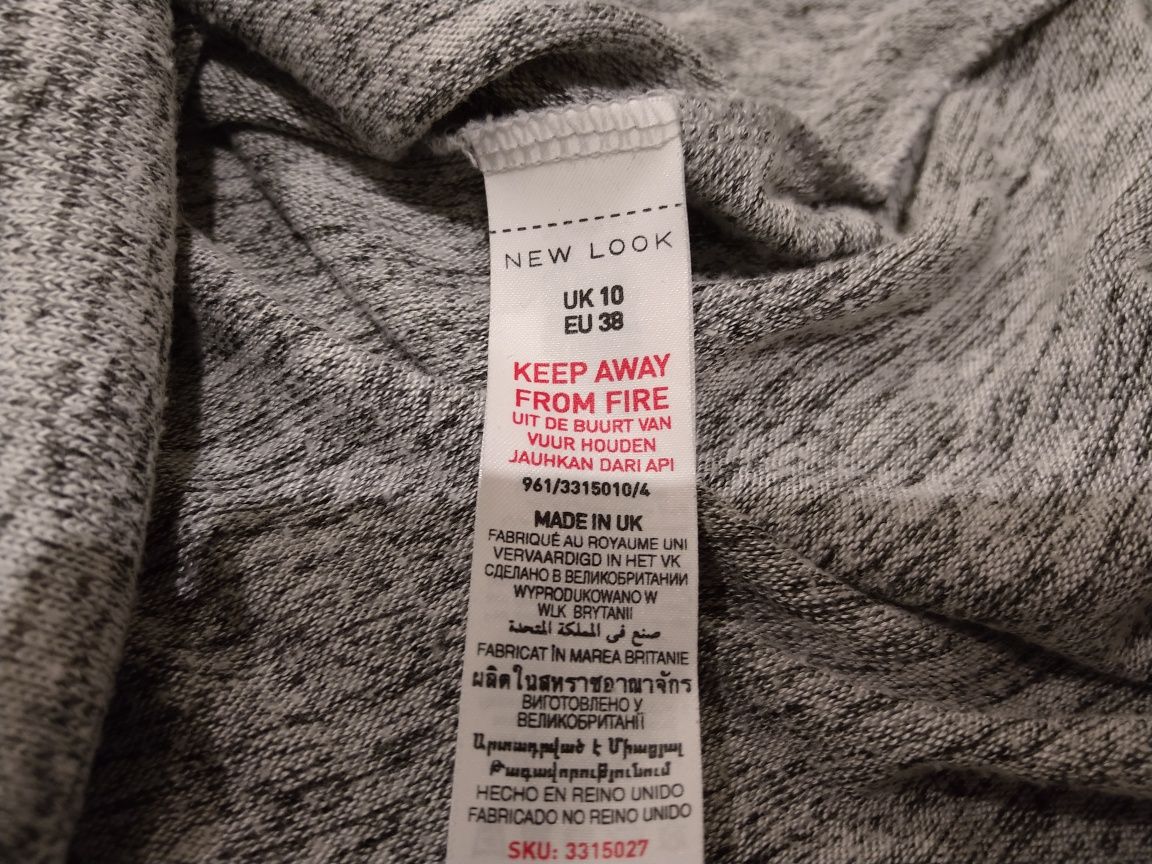 NEW LOOK
UK 10
EU 38
KEEP AWAY
FROM FIRE
UIT DE BUURT VAN
VUUR HOUDEN
JAUHKAN DARI API
961/3315010/4
MADE IN UK
FABRIQUÉ AU ROYAUME UNI
VERVAARDIGD IN HET VK
СДЕЛАНО В ВЕЛИКОБРИТАНИИ
WYPRODUKOWANO W
WLK BRYTANII
صنع في المملكة المتحدة
FABRICAT ÎN MAREA BRITANIE
ผลิตในสหราชอาณาจักร
ВИГОТОВЛЕНО У
ВЕЛИКОБРИТАНІЇ
Արտադրված է Միացյալ
Թագավորությունում
HECHO EN REINO UNIDO
FABRICADO NO REINO UNIDO
SKU: 3315027